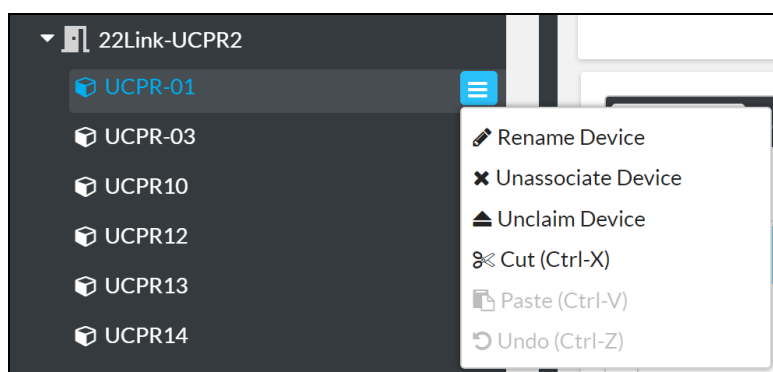 22Link-UCPR2
UCPR-01
UCPR-03
UCPR10
UCPR12
UCPR13
UCPR14
Rename Device
Unassociate Device
Unclaim Device
Cut (Ctrl-X)
Paste (Ctrl-V)
Undo (Ctrl-Z)